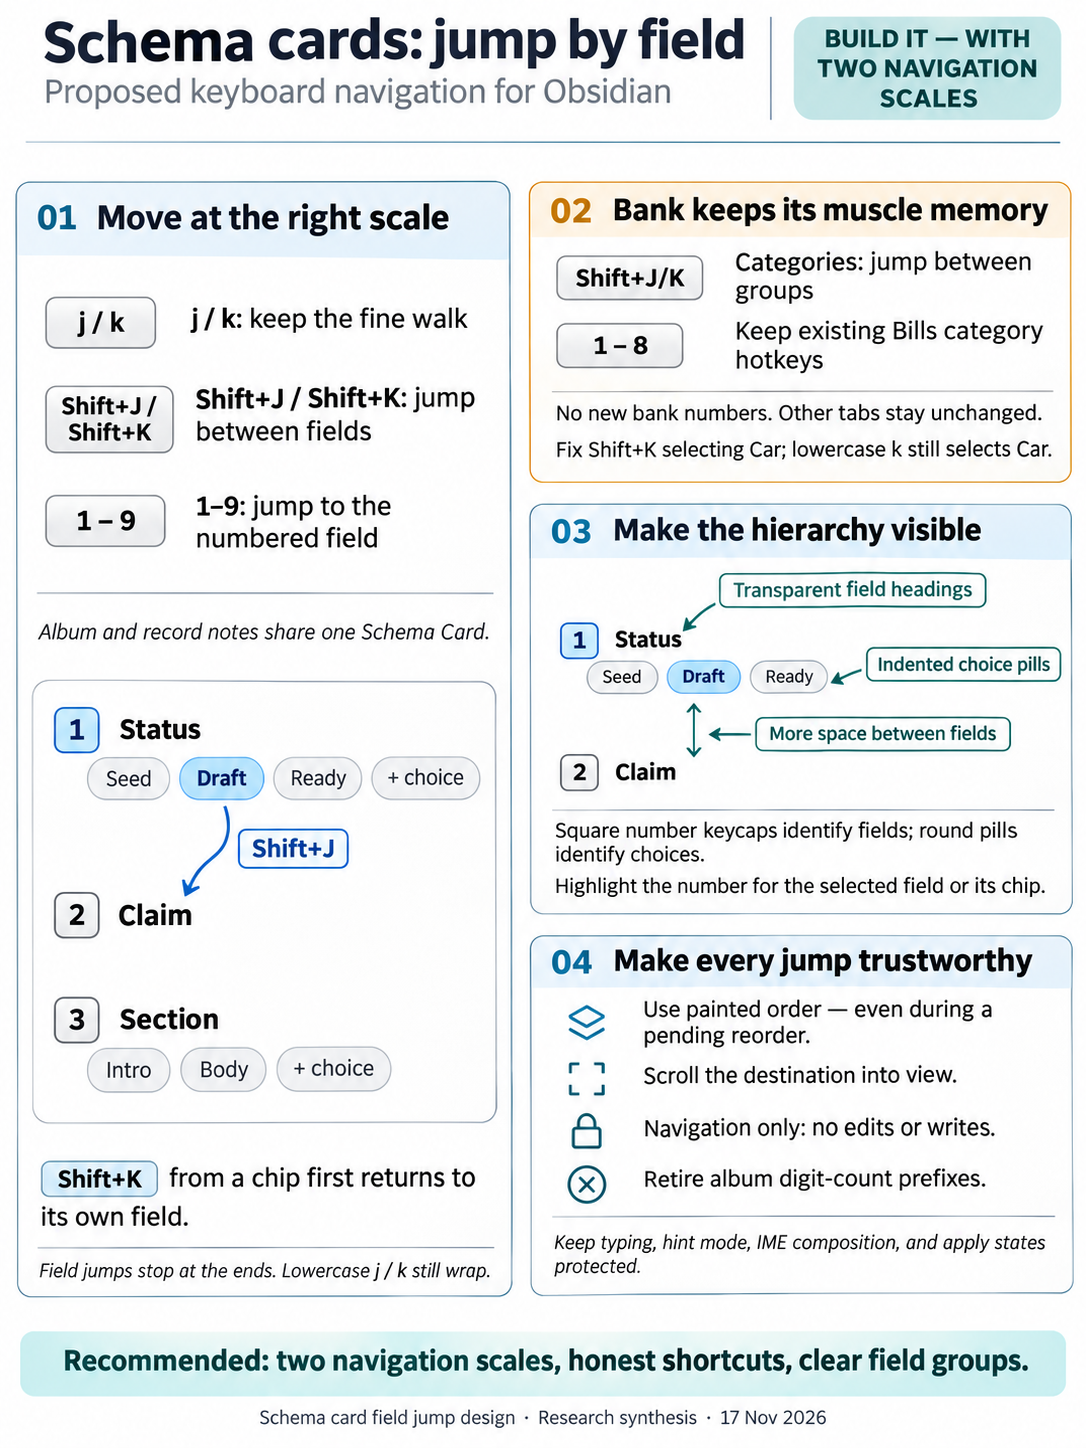 Schema cards: jump by field
Proposed keyboard navigation for Obsidian
BUILD IT — WITH
TWO NAVIGATION
SCALES
01 Move at the right scale
j / k
j / k: keep the fine walk
Shift+J /
Shift+K
Shift+J / Shift+K: jump
between fields
1 – 9
1–9: jump to the
numbered field
Album and record notes share one Schema Card.
1 Status
Seed Draft Ready + choice
Shift+J
2 Claim
3 Section
Intro Body + choice
Shift+K from a chip first returns to
its own field.
Field jumps stop at the ends. Lowercase j / k still wrap.
02 Bank keeps its muscle memory
Shift+J/K
Categories: jump between
groups
1 – 8
Keep existing Bills category
hotkeys
No new bank numbers. Other tabs stay unchanged.
Fix Shift+K selecting Car; lowercase k still selects Car.
03 Make the hierarchy visible
Transparent field headings
1 Status
Seed Draft Ready
Indented choice pills
More space between fields
2 Claim
Square number keycaps identify fields; round pills
identify choices.
Highlight the number for the selected field or its chip.
04 Make every jump trustworthy
Use painted order — even during a
pending reorder.
Scroll the destination into view.
Navigation only: no edits or writes.
Retire album digit-count prefixes.
Keep typing, hint mode, IME composition, and apply states
protected.
Recommended: two navigation scales, honest shortcuts, clear field groups.
Schema card field jump design · Research synthesis · 17 Nov 2026